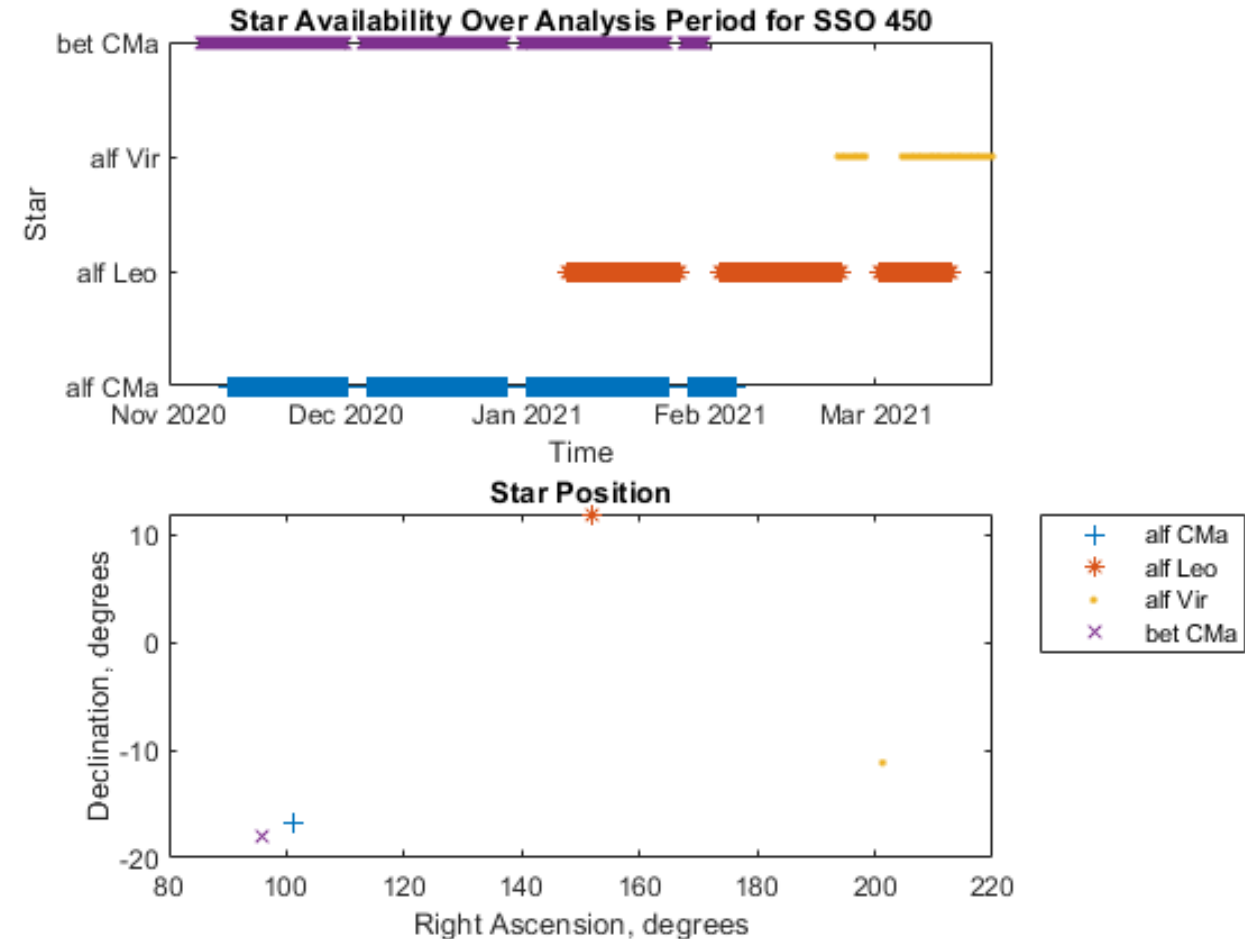 Star Availability Over Analysis Period for SSO 450
bet CMa
alf Vir
alf Leo
alf CMa
Star
Nov 2020 Dec 2020 Jan 2021 Feb 2021 Mar 2021
Time
Star Position
10
0
-10
-20
Declination, degrees
80 100 120 140 160 180 200 220
Right Ascension, degrees
alf CMa
alf Leo
alf Vir
bet CMa